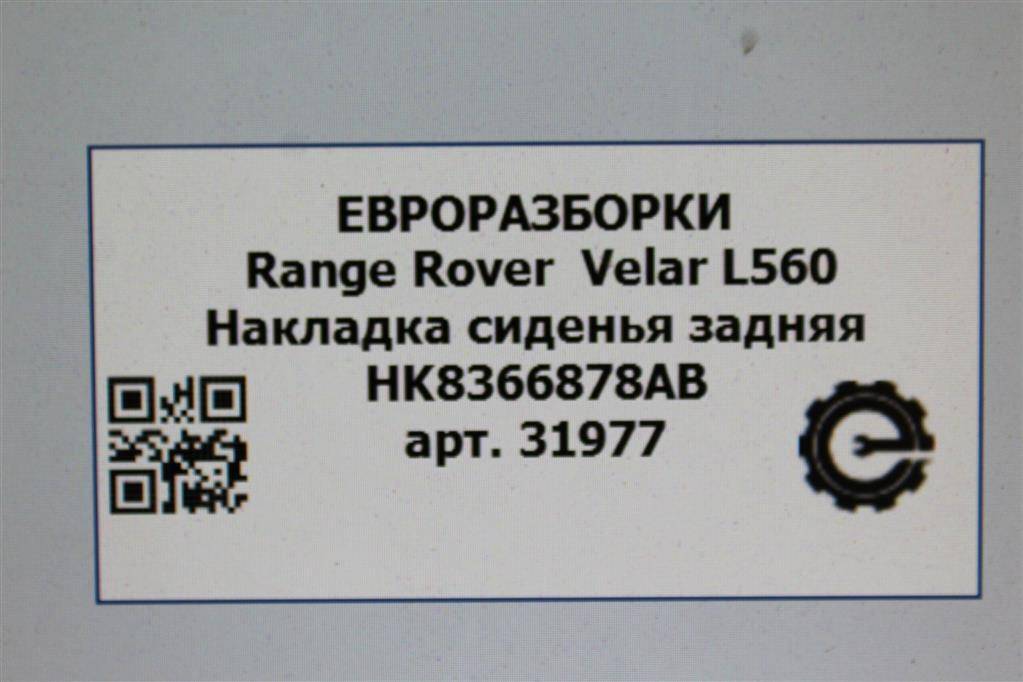 ЕВРОРАЗБОРКИ
Range Rover Velar L560
Накладка сиденья задняя
HK8366878AB
арт. 31977